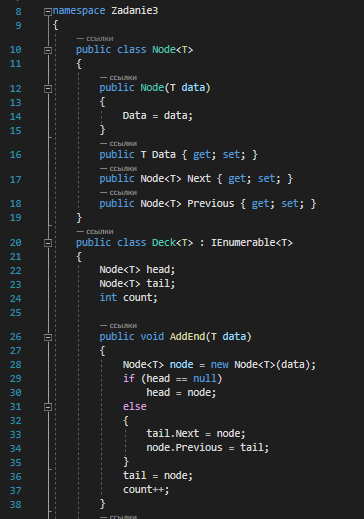 8 namespace Zadanie3
9 {
— ссылки
10 public class Node<T>
11 {
— ссылки
12 public Node(T data)
13 {
14 Data = data;
15 }
— ссылки
16 public T Data { get; set; }
— ссылки
17 public Node<T> Next { get; set; }
— ссылки
18 public Node<T> Previous { get; set; }
19 }
— ссылки
20 public class Deck<T> : IEnumerable<T>
21 {
22 Node<T> head;
23 Node<T> tail;
24 int count;
25
— ссылки
26 public void AddEnd(T data)
27 {
28 Node<T> node = new Node<T>(data);
29 if (head == null)
30 head = node;
31 else
32 {
33 tail.Next = node;
34 node.Previous = tail;
35 }
36 tail = node;
37 count++;
38 }
— ссылки